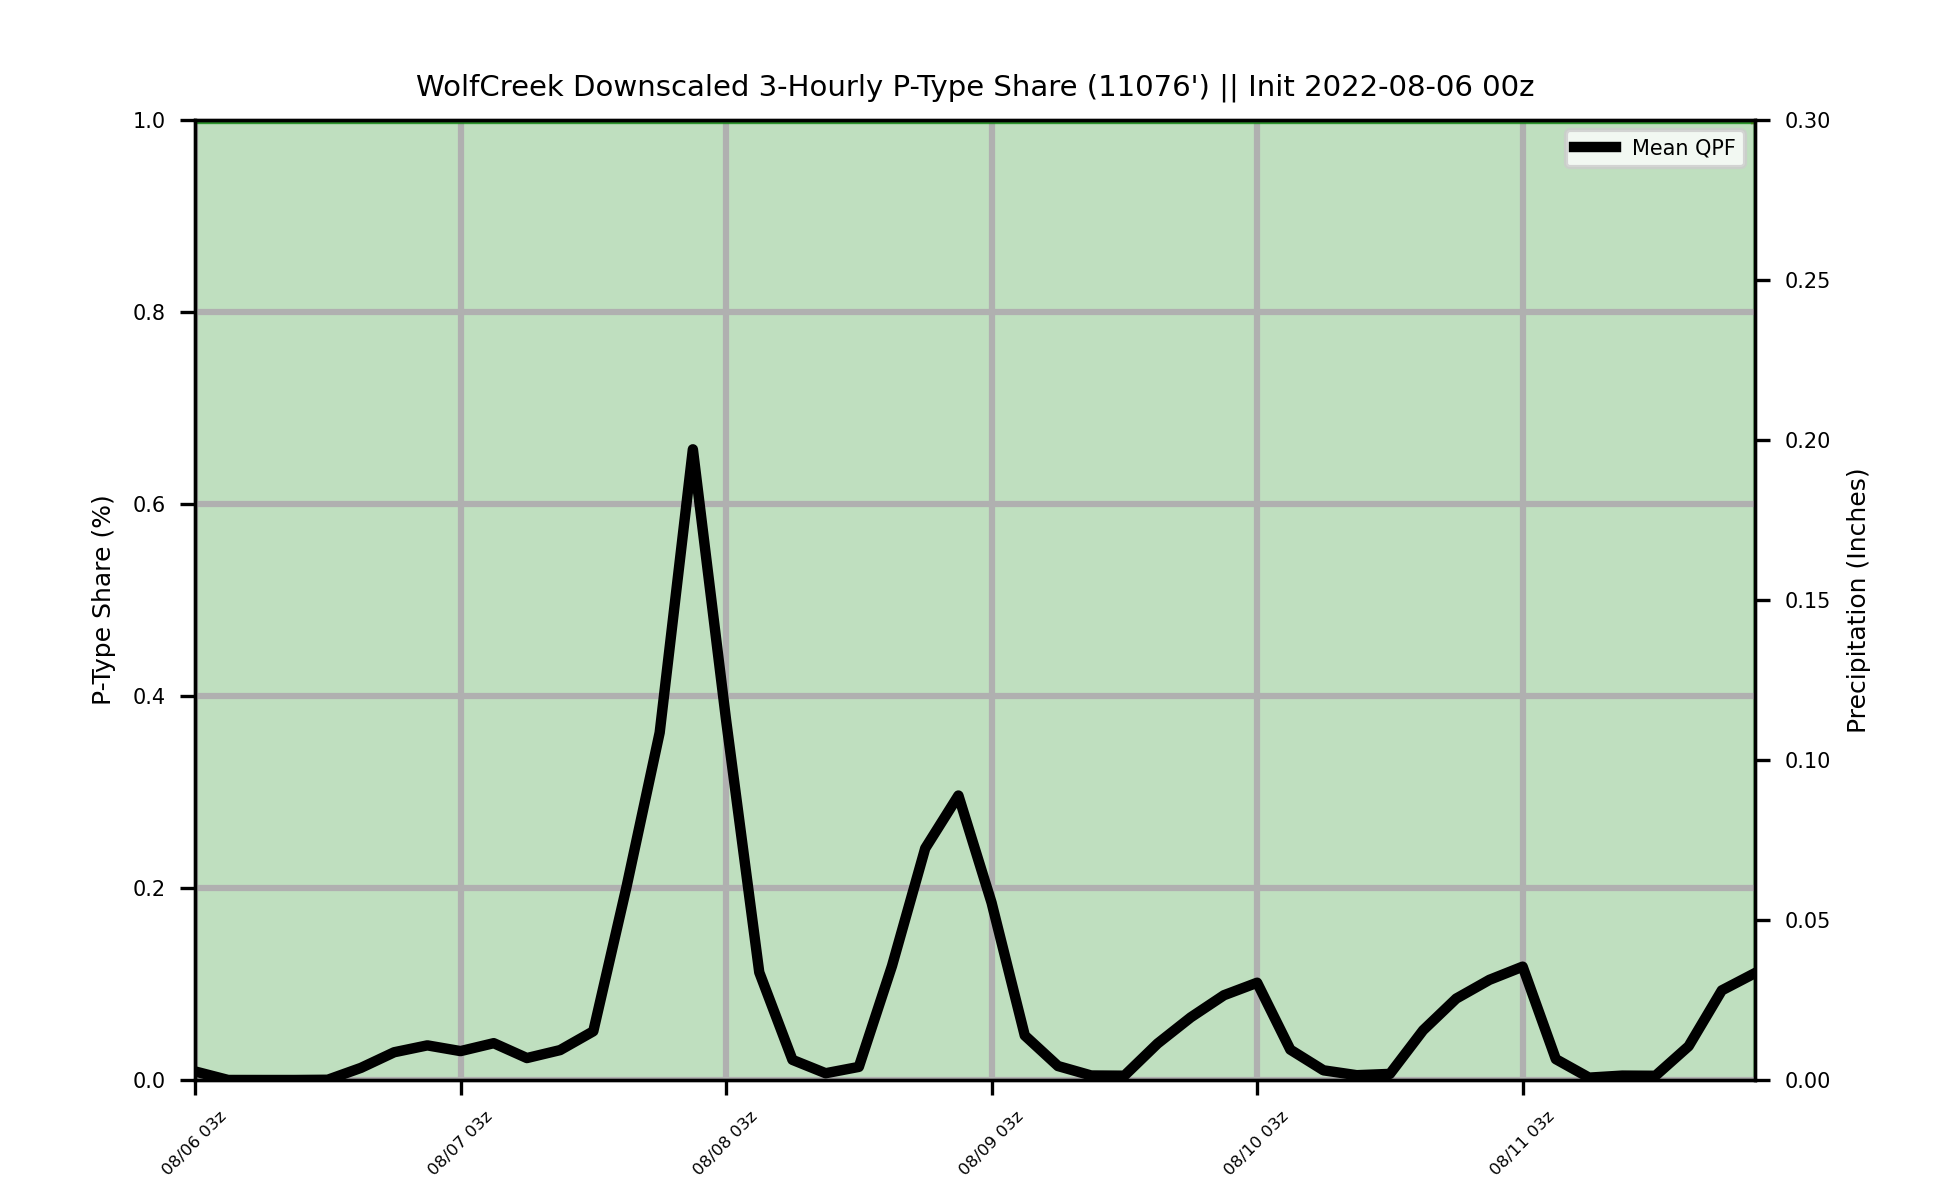 WolfCreek Downscaled 3-Hourly P-Type Share (11076') || Init 2022-08-06 00z
Mean QPF
P-Type Share (%)
1.0
0.8
0.6
0.4
0.2
0.0
Precipitation (Inches)
0.30
0.25
0.20
0.15
0.10
0.05
0.00
08/06 03z
08/07 03z
08/08 03z
08/09 03z
08/10 03z
08/11 03z